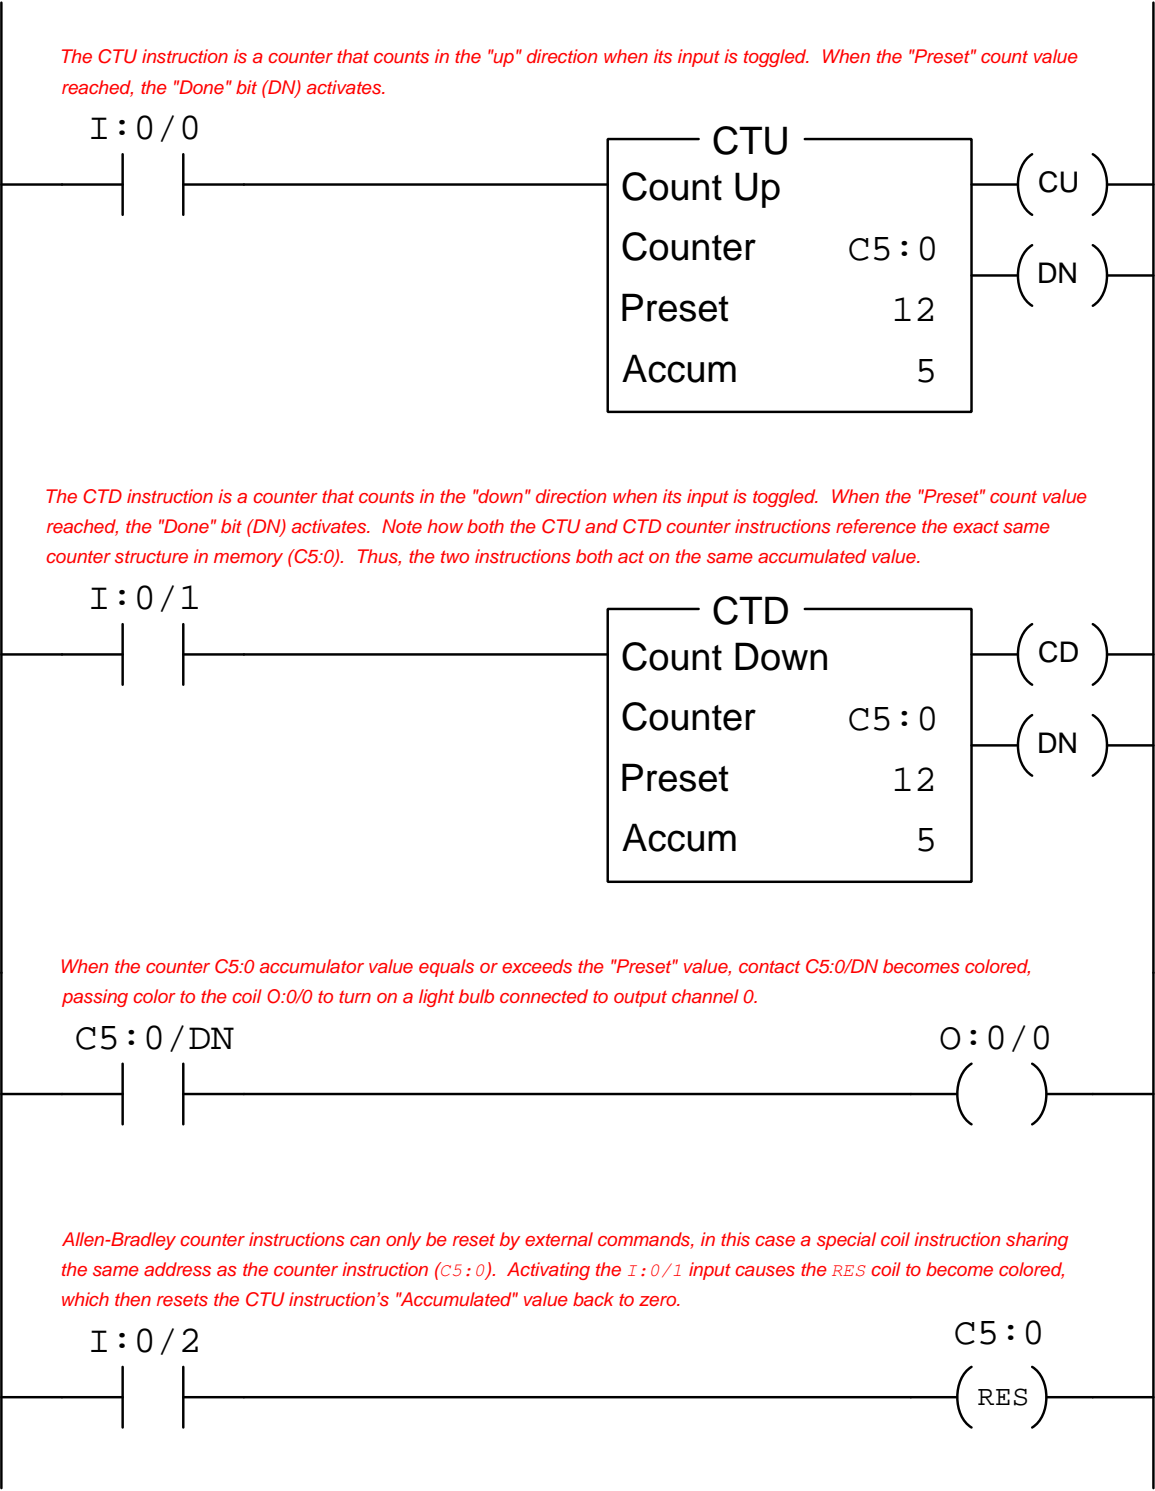 The CTU instruction is a counter that counts in the "up" direction when its input is toggled.  When the "Preset" count value
reached, the "Done" bit (DN) activates.
I:0/0
CTU
Count Up
CU
Counter C5:0
DN
Preset 12
Accum 5
The CTD instruction is a counter that counts in the "down" direction when its input is toggled.  When the "Preset" count value
reached, the "Done" bit (DN) activates.  Note how both the CTU and CTD counter instructions reference the exact same
counter structure in memory (C5:0).  Thus, the two instructions both act on the same accumulated value.
I:0/1
CTD
Count Down
CD
Counter C5:0
DN
Preset 12
Accum 5
When the counter C5:0 accumulator value equals or exceeds the "Preset" value, contact C5:0/DN becomes colored,
passing color to the coil O:0/0 to turn on a light bulb connected to output channel 0.
C5:0/DN O:0/0
Allen-Bradley counter instructions can only be reset by external commands, in this case a special coil instruction sharing
the same address as the counter instruction (C5:0).  Activating the I:0/1 input causes the RES coil to become colored,
which then resets the CTU instruction's "Accumulated" value back to zero.
I:0/2 C5:0
RES